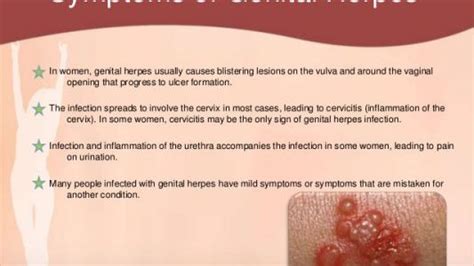 Symptoms of Genital Herpes
In women, genital herpes usually causes blistering lesions on the vulva and around the vaginal
opening that progress to ulcer formation.
The infection spreads to involve the cervix in most cases, leading to cervicitis (inflammation of the
cervix). In some women, cervicitis may be the only sign of genital herpes infection.
Infection and inflammation of the urethra accompanies the infection in some women, leading to pain
on urination.
Many people infected with genital herpes have mild symptoms or symptoms that are mistaken for
another condition.